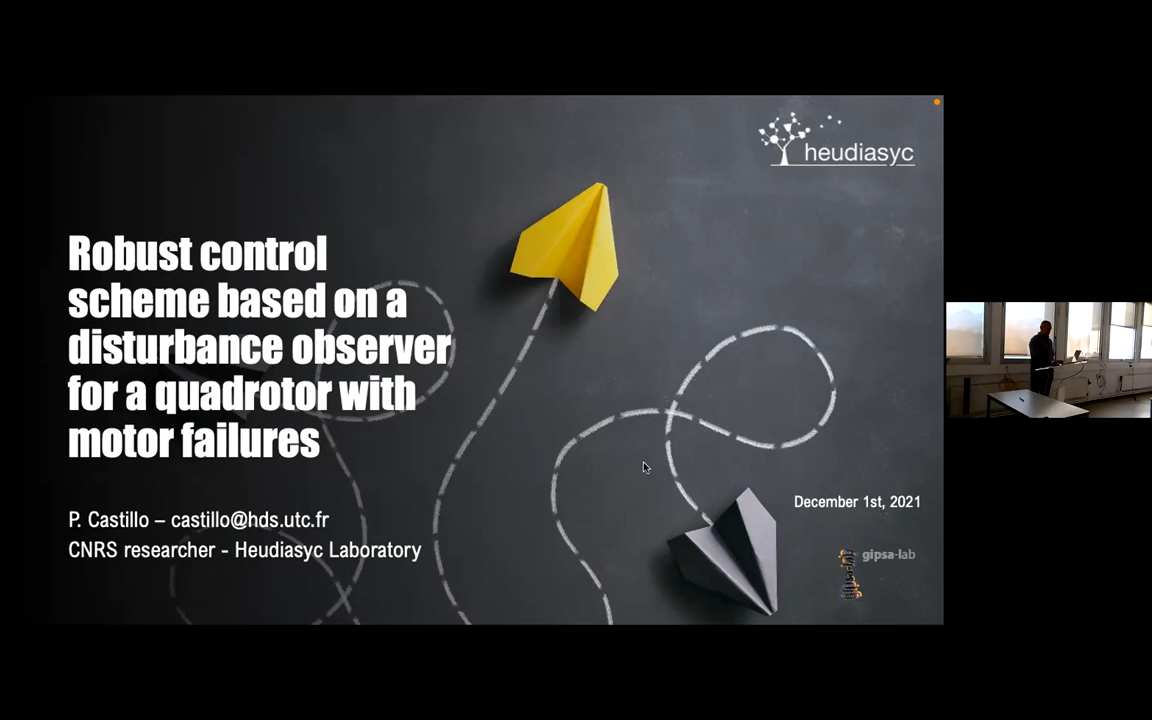 heudiasyc
Robust control
scheme based on a
disturbance observer
for a quadrotor with
motor failures
December 1st, 2021
P. Castillo – castillo@hds.utc.fr
CNRS researcher - Heudiasyc Laboratory
gipsa-lab